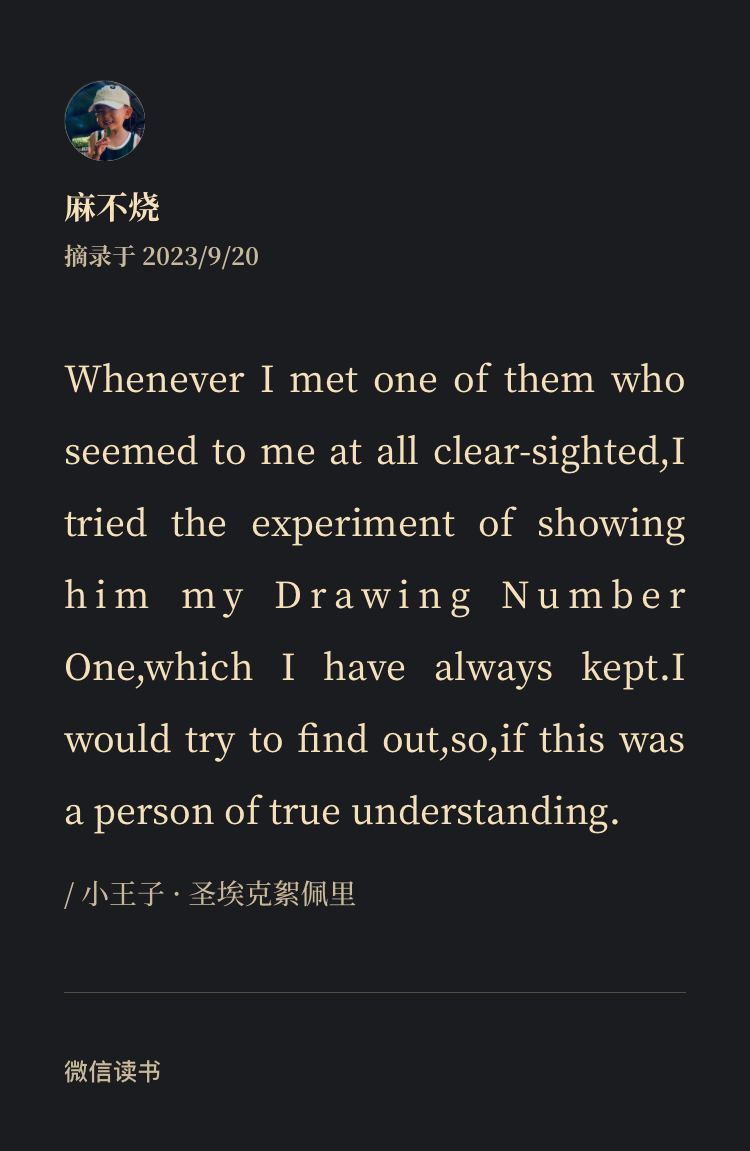 麻不烧
摘录于 2023/9/20
Whenever I met one of them who
seemed to me at all clear-sighted,I
tried the experiment of showing
him my Drawing Number
One,which I have always kept.I
would try to find out,so,if this was
a person of true understanding.
/ 小王子 · 圣埃克絮佩里
微信读书